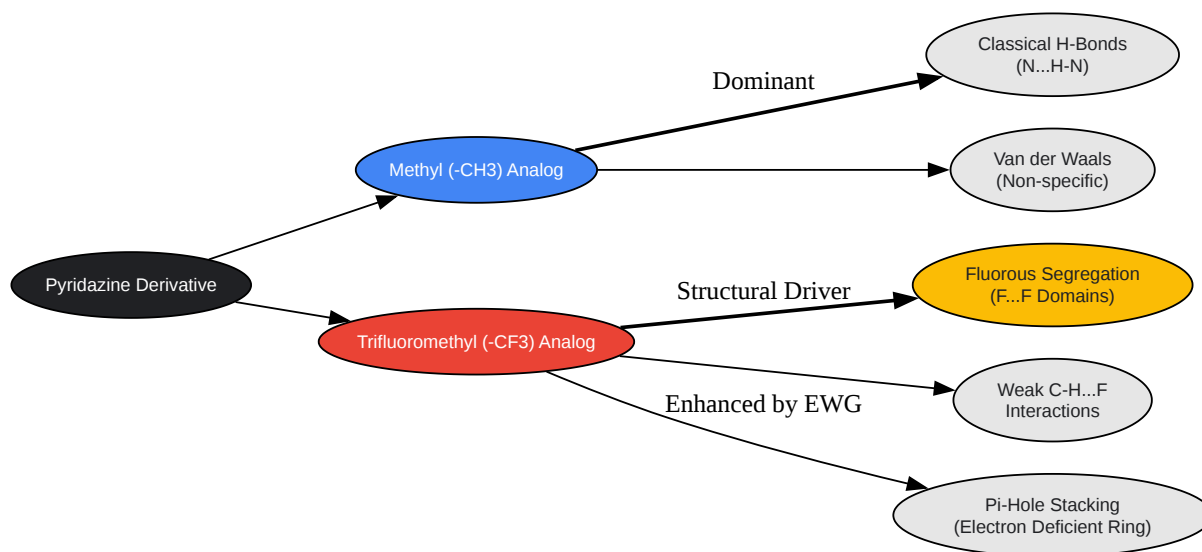 Classical H-Bonds
(N...H-N)
Dominant
Methyl (-CH3) Analog
Van der Waals
(Non-specific)
Pyridazine Derivative
Fluorous Segregation
(F...F Domains)
Structural Driver
Trifluoromethyl (-CF3) Analog
Weak C-H...F
Interactions
Enhanced by EWG
Pi-Hole Stacking
(Electron Deficient Ring)